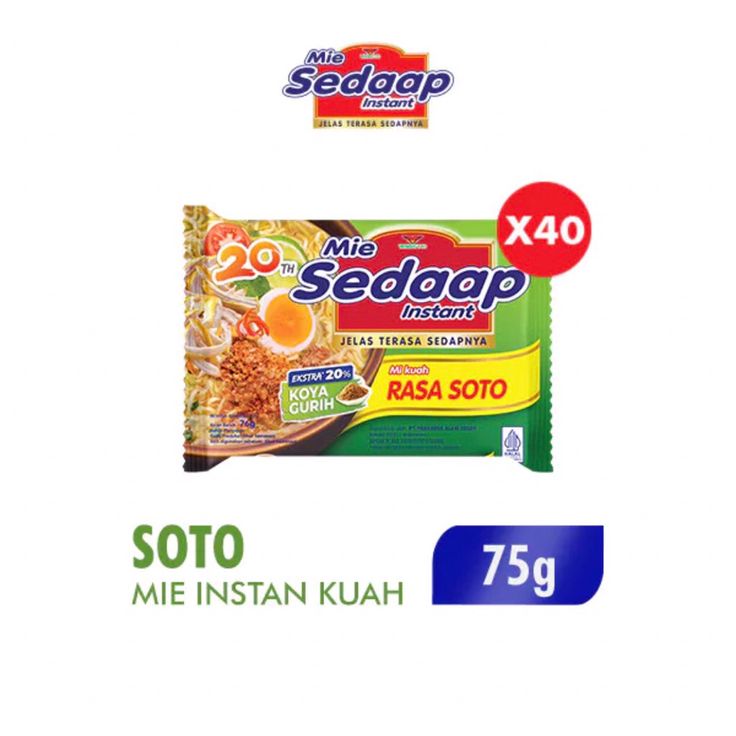 Mie
Sedaap
Instant
JELAS TERASA SEDAPNYA
X40
20TH
Mie
Sedaap
Instant
JELAS TERASA SEDAPNYA
Mi kuah
RASA SOTO
EKSTRA 20%
KOYA
GURIH
HALAL
SOTO
MIE INSTAN KUAH
75g